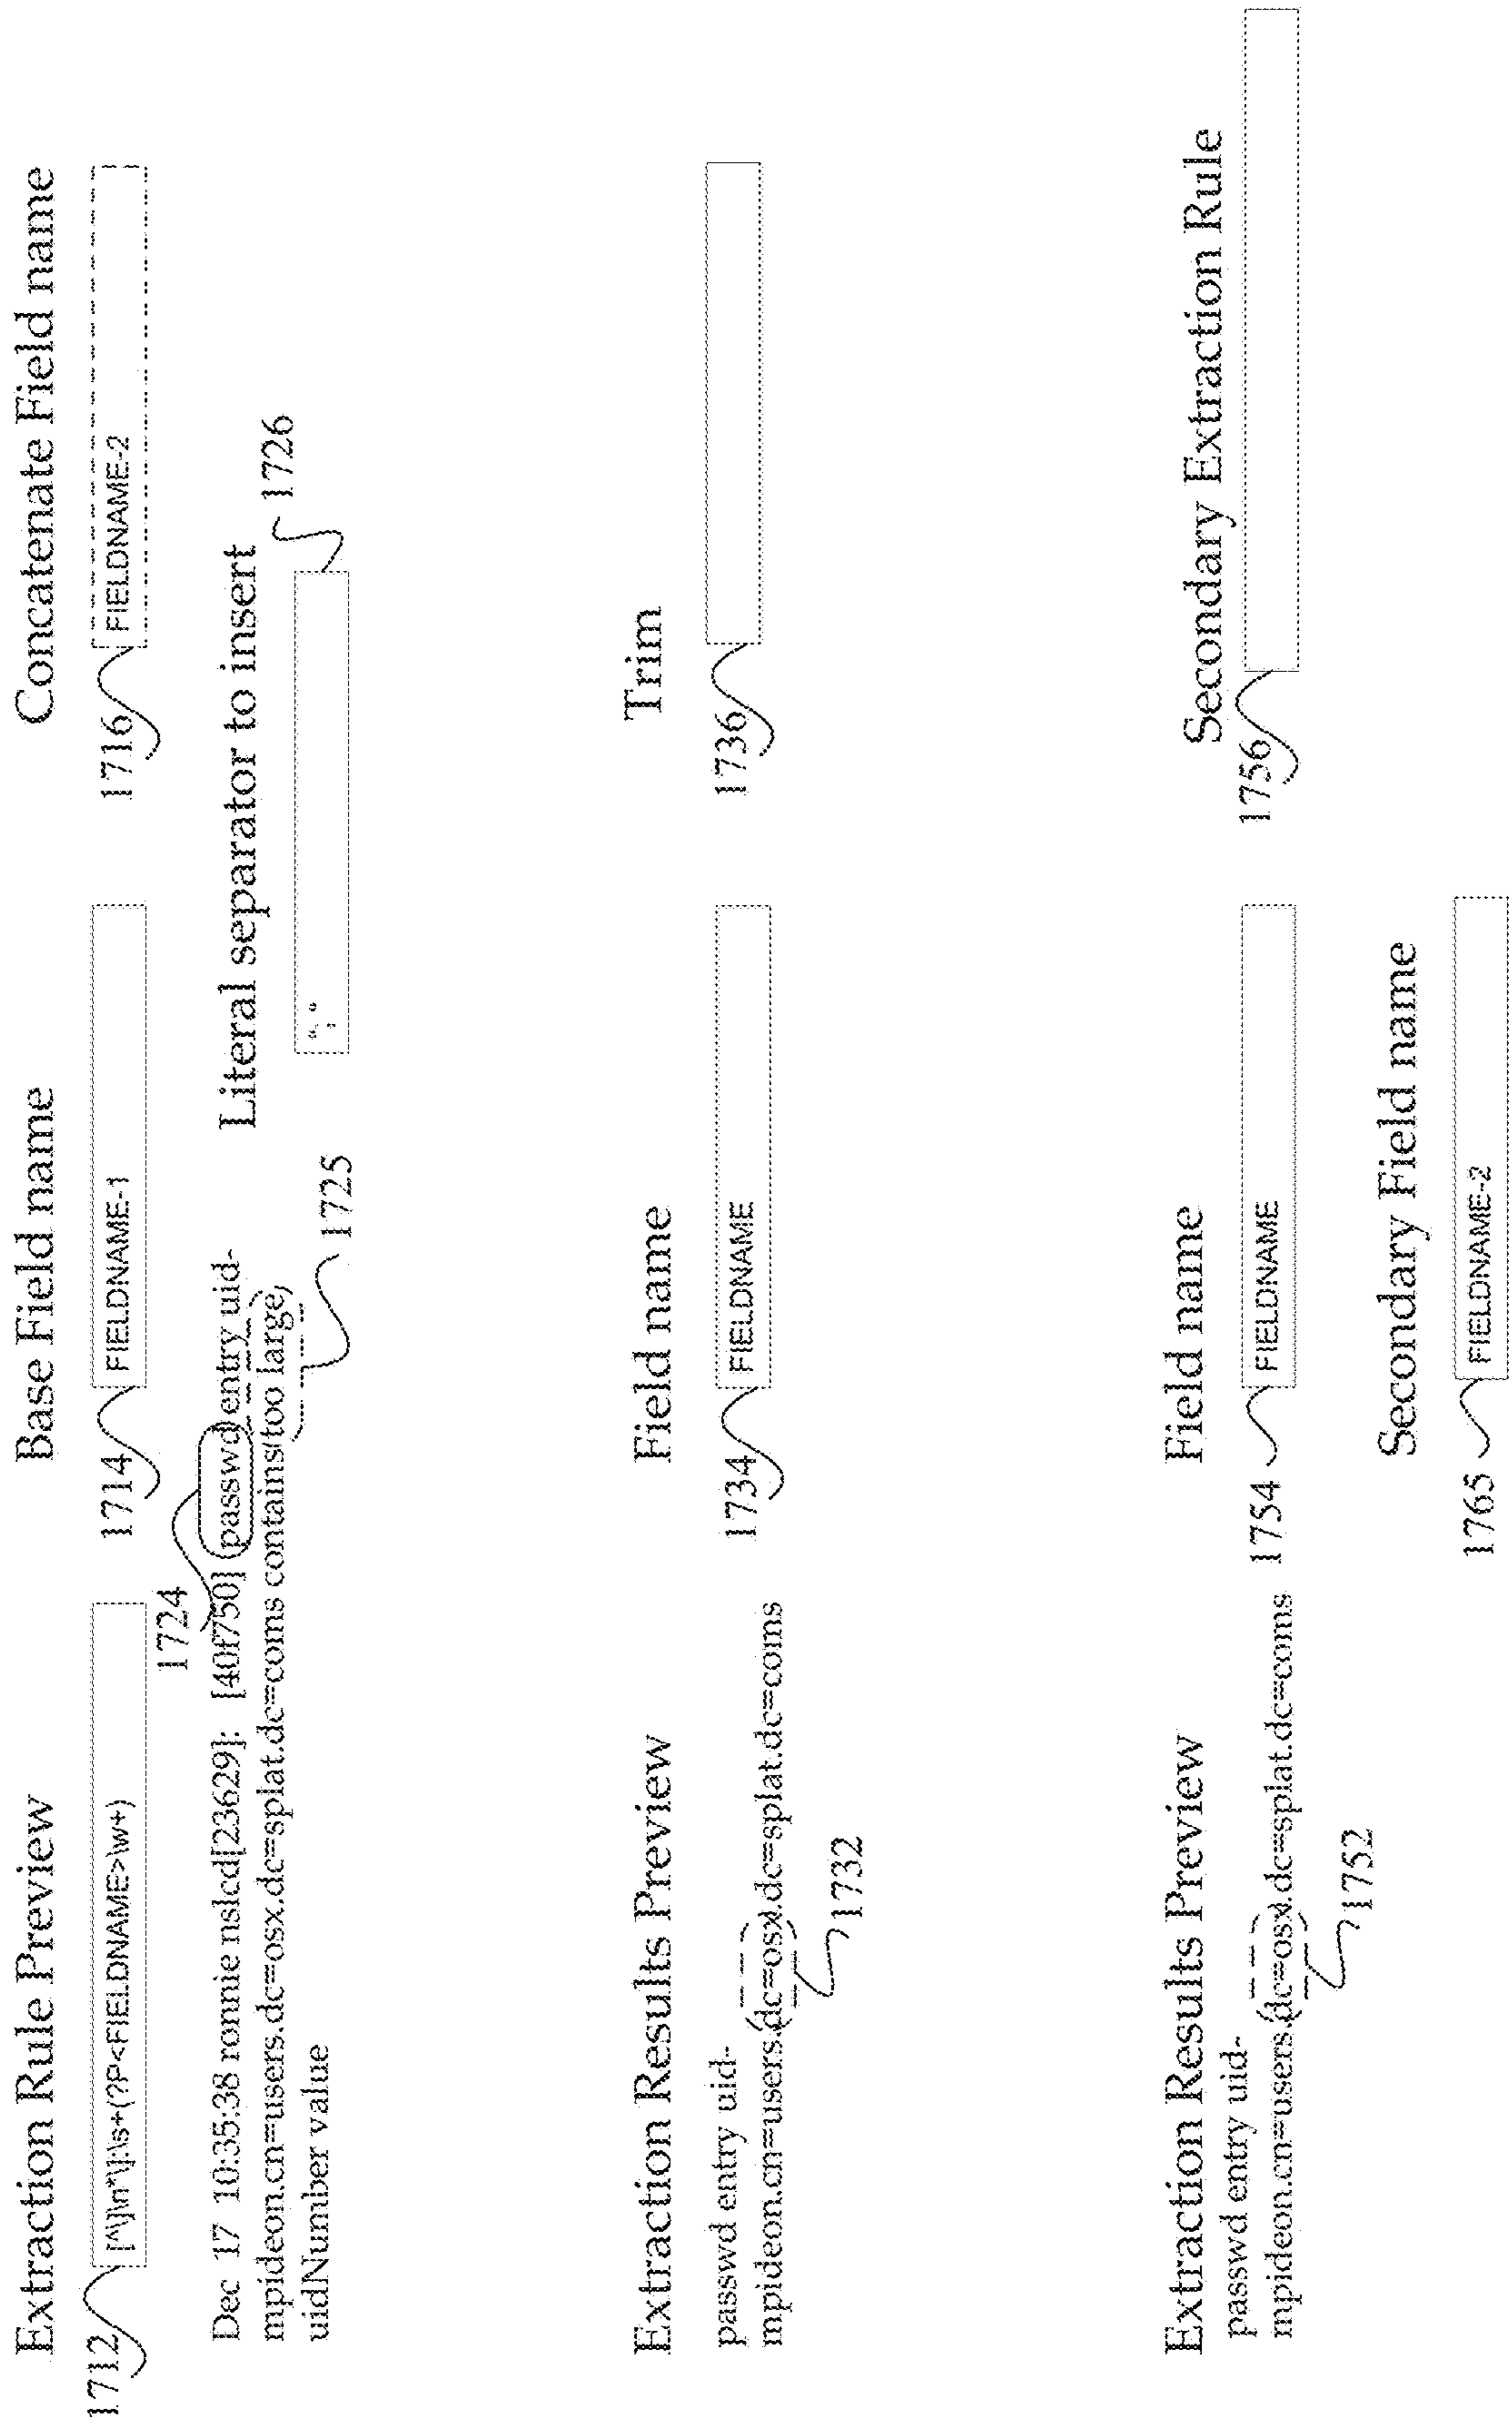 Extraction Rule Preview
Base Field name
Concatenate Field name
1712
[^\]\n*\]:\s+(?P<FIELDNAME>\w+)
1714
FIELDNAME-1
1716
FIELDNAME-2
1724
Dec 17 10:35:38 ronnie nslcd[23629]: [40f750] passwd entry uid-
mpideon.cn=users.dc=osx.dc=splat.dc=coms contains too large,
uidNumber value
1725
Literal separator to insert
"; "
1726
Extraction Results Preview
Field name
Trim
passwd entry uid-
mpideon.cn=users.dc=osx.dc=splat.dc=coms
1732
1734
FIELDNAME
1736
Extraction Results Preview
Field name
Secondary Extraction Rule
passwd entry uid-
mpideon.cn=users.dc=osx.dc=splat.dc=coms
1752
1754
FIELDNAME
1756
Secondary Field name
1765
FIELDNAME-2